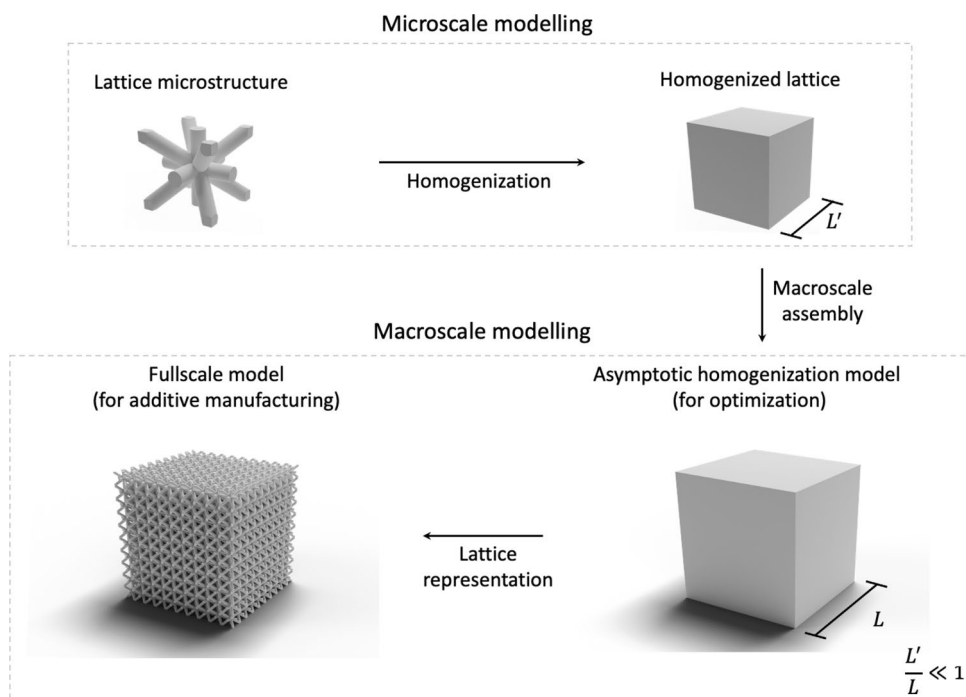 Microscale modelling
Lattice microstructure
Homogenized lattice
Homogenization
L'
Macroscale
assembly
Macroscale modelling
Fullscale model
(for additive manufacturing)
Asymptotic homogenization model
(for optimization)
Lattice
representation
L
L'/L ≪ 1